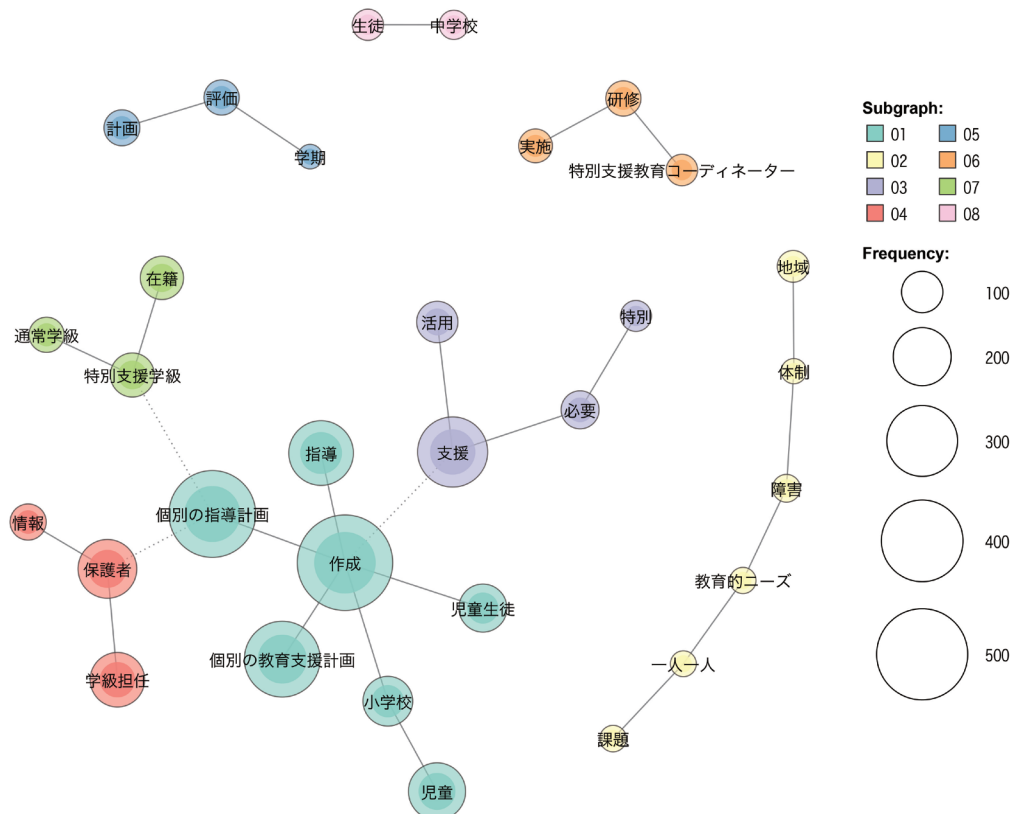 生徒
中学校
評価
計画
学期
研修
実施
特別支援教育コーディネーター
Subgraph:
01
05
02
06
03
07
04
08
Frequency:
100
200
300
400
500
在籍
通常学級
特別支援学級
活用
特別
必要
支援
地域
体制
障害
教育的ニーズ
一人一人
課題
指導
個別の指導計画
作成
児童生徒
個別の教育支援計画
小学校
児童
情報
保護者
学級担任